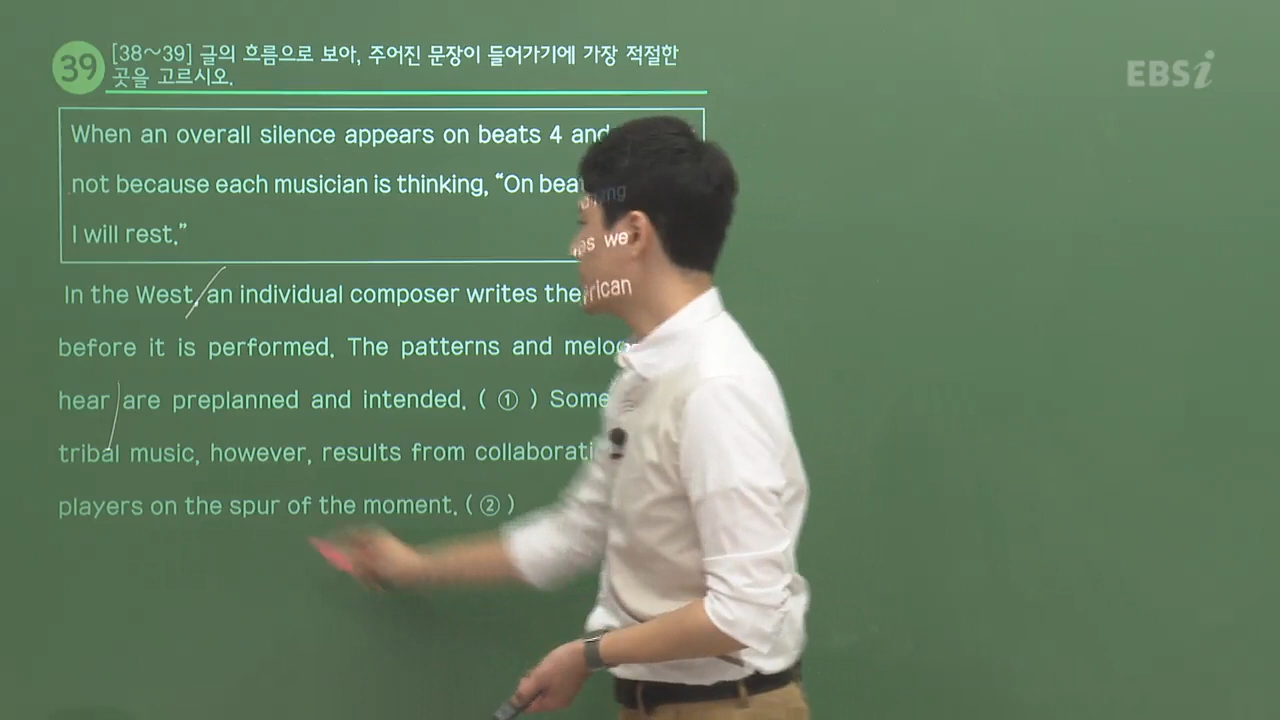 39
[38～39] 글의 흐름으로 보아, 주어진 문장이 들어가기에 가장 적절한
곳을 고르시오.
EBSi
When an overall silence appears on beats 4 and
not because each musician is thinking, “On
I will rest.”
In the West, an individual composer writes the
before it is performed. The patterns and
as we
hear are preplanned and intended. ( ① ) Some
tribal music, however, results from
players on the spur of the moment. ( ② )